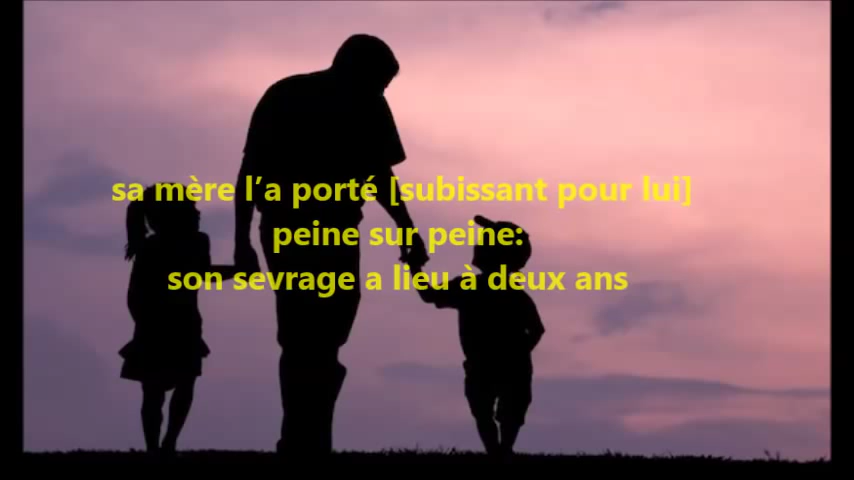 sa mère l’a porté [subissant pour lui]
peine sur peine:
son sevrage a lieu à deux ans